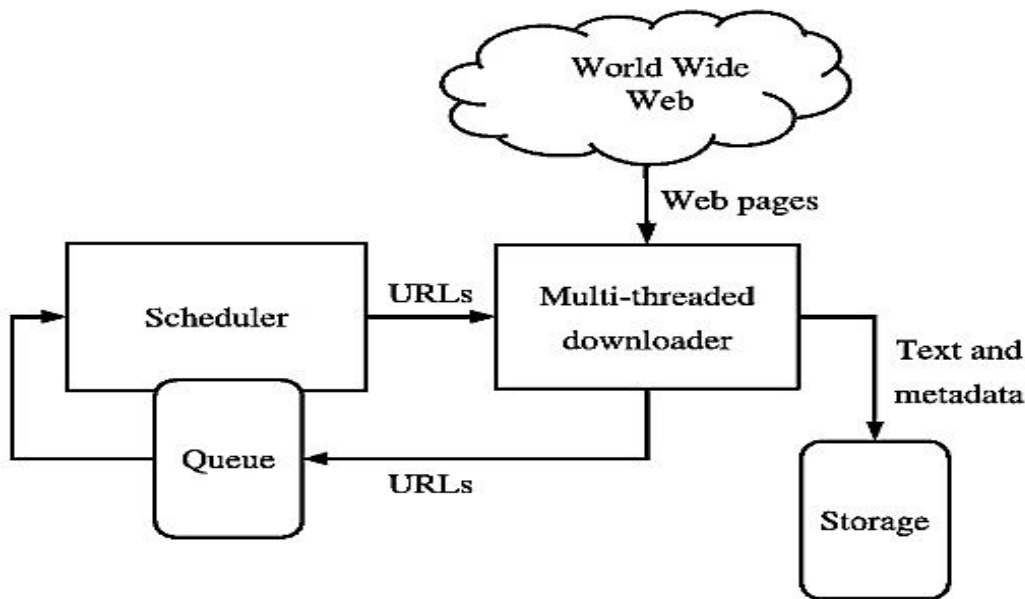 World Wide
Web
Web pages
Scheduler
URLs
Multi-threaded
downloader
Text and
metadata
Queue
URLs
Storage